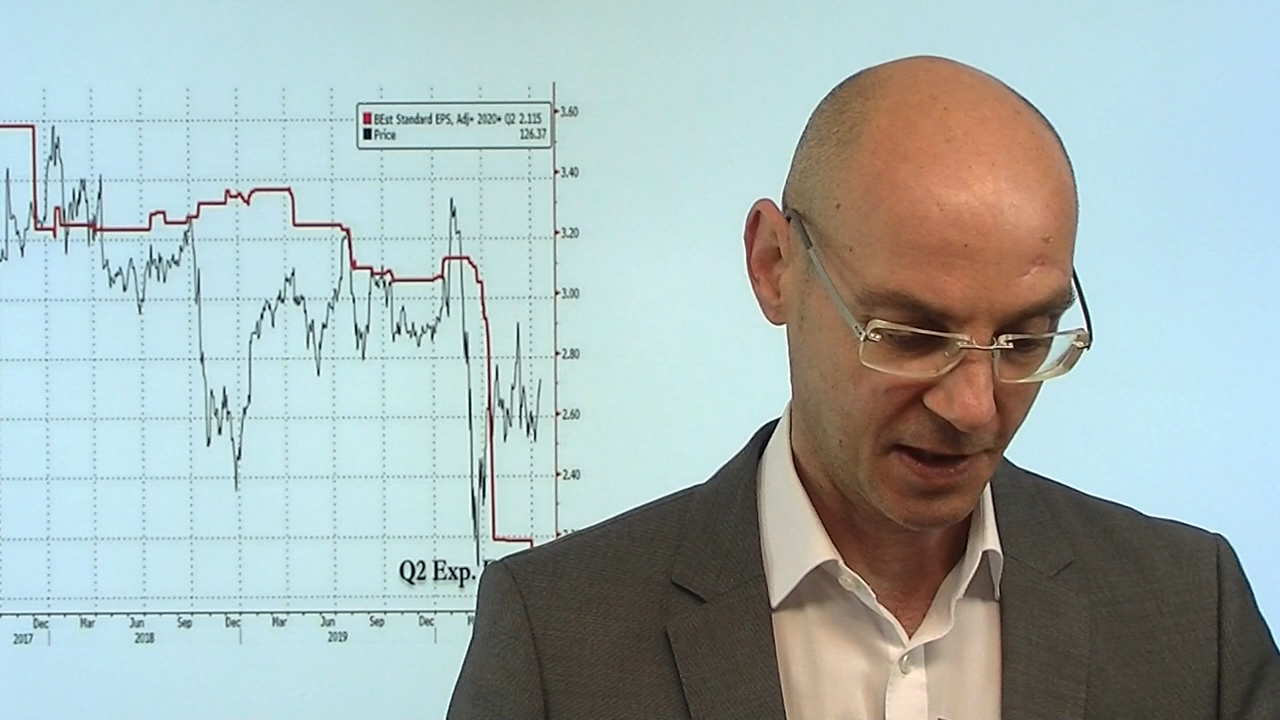 BEst Standard EPS, Adj+ 2020* Q2 2.115
Price 126.37
3.60
3.40
3.20
3.00
2.80
2.60
2.40
Q2 Exp.
Dec Mar Jun Sep Dec Mar Jun Sep Dec
2017 2018 2019